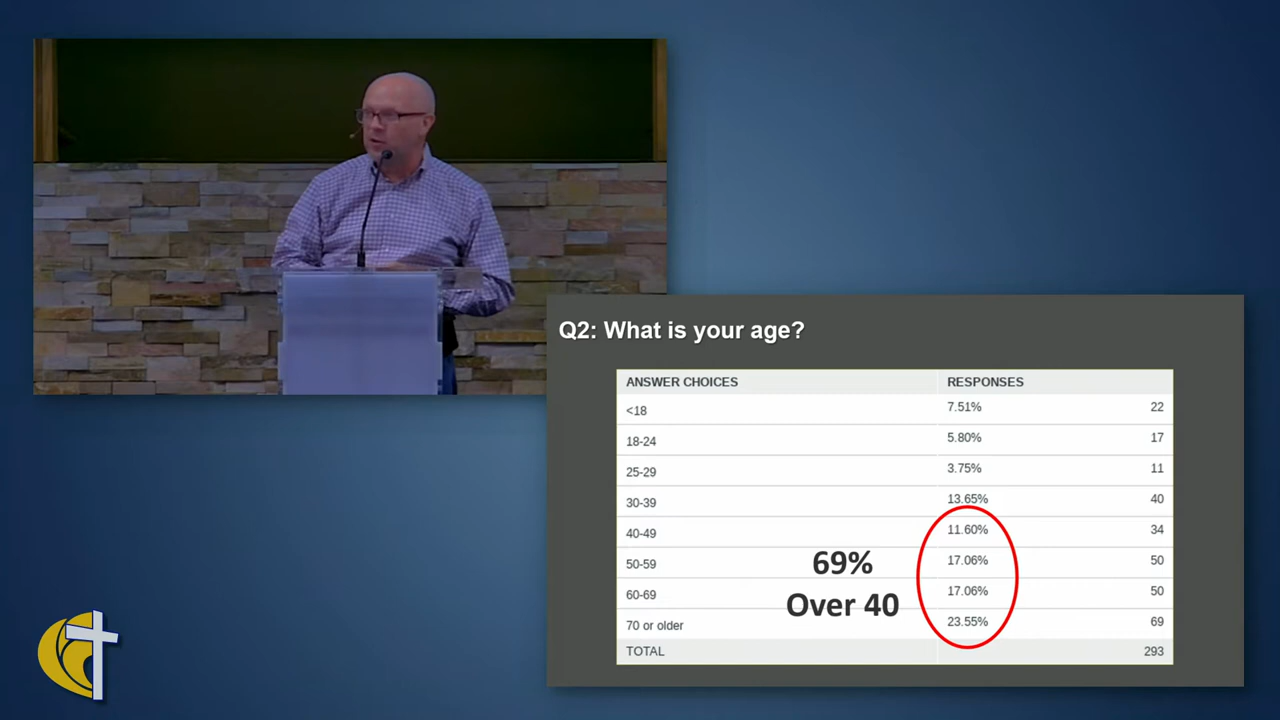 Q2: What is your age?
ANSWER CHOICES RESPONSES
<18 7.51% 22
18-24 5.80% 17
25-29 3.75% 11
30-39 13.65% 40
40-49 11.60% 34
50-59 17.06% 50
60-69 17.06% 50
70 or older 23.55% 69
TOTAL 293
69%
Over 40